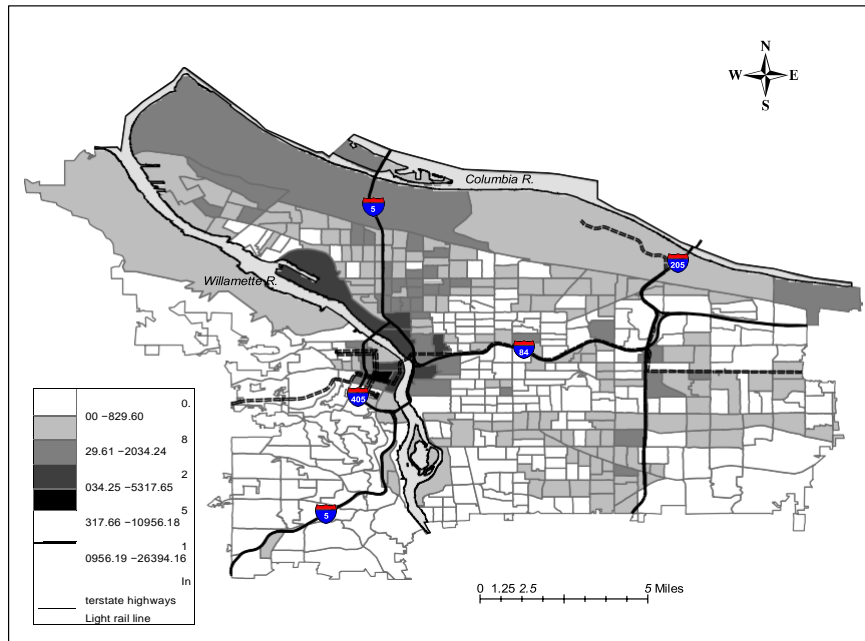 N
W E
S
Columbia R.
5
205
Willamette R.
84
405
5
0.
00 −829.60
8
29.61 −2034.24
2
034.25 −5317.65
5
317.66 −10956.18
1
0956.19 −26394.16
In
terstate highways
Light rail line
0 1.25 2.5 5 Miles